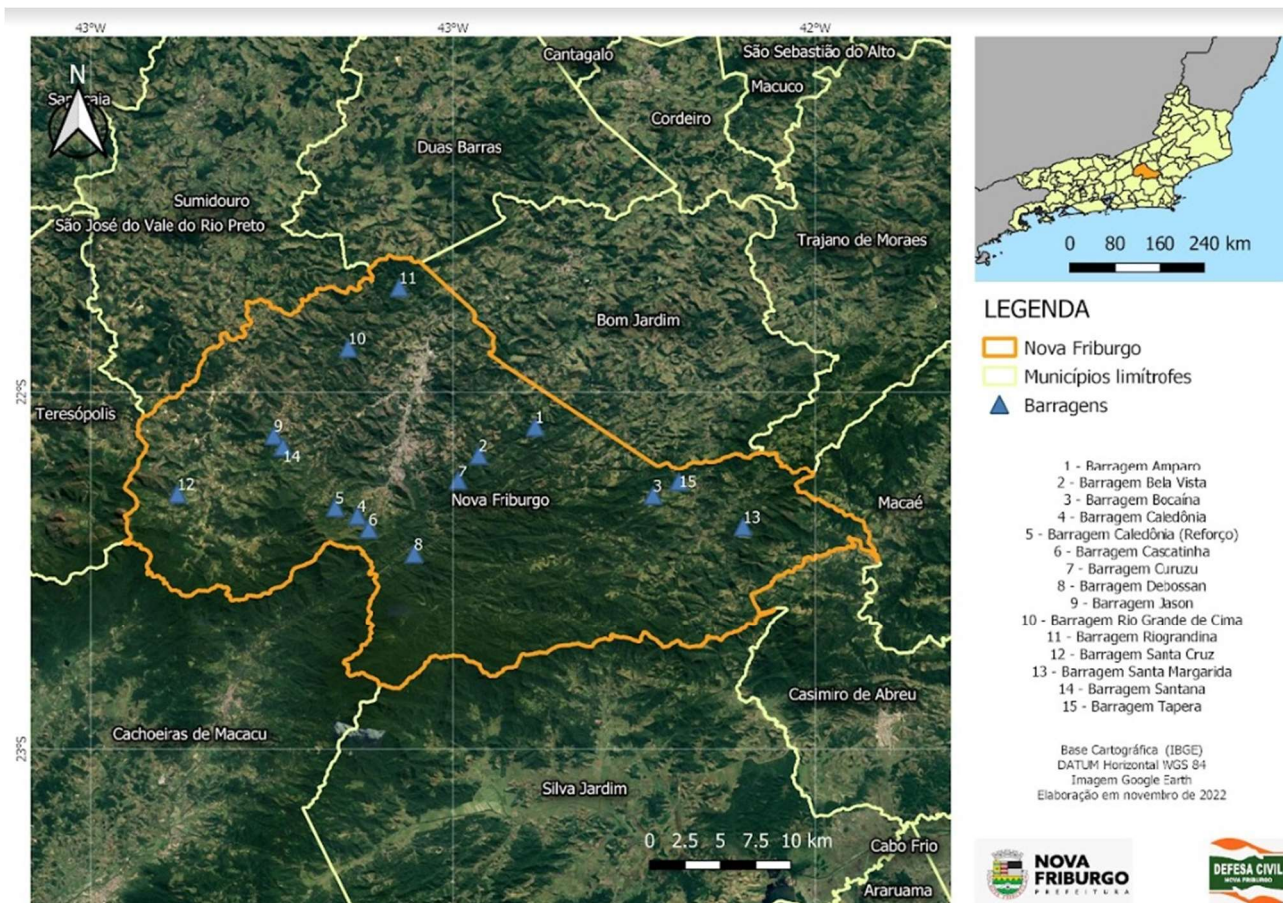 43°W
43°W
42°W
N
Cantagalo
São Sebastião do Alto
Macuco
Cordeiro
Duas Barras
Sumidouro
São José do Vale do Rio Preto
Trajano de Moraes
11
Bom Jardim
10
22°S
Teresópolis
9
14
1
2
7
12
Nova Friburgo
3
15
Macaé
5
4
6
13
8
Casimiro de Abreu
Cachoeiras de Macacu
23°S
Silva Jardim
0 2.5 5 7.5 10 km
Cabo Frio
Araruama
0 80 160 240 km
LEGENDA
Nova Friburgo
Municípios limítrofes
Barragens
1 - Barragem Amparo
2 - Barragem Bela Vista
3 - Barragem Bocaína
4 - Barragem Caledônia
5 - Barragem Caledônia (Reforço)
6 - Barragem Cascatinha
7 - Barragem Curuzu
8 - Barragem Debossan
9 - Barragem Jason
10 - Barragem Rio Grande de Cima
11 - Barragem Riograndina
12 - Barragem Santa Cruz
13 - Barragem Santa Margarida
14 - Barragem Santana
15 - Barragem Tapera
Base Cartográfica (IBGE)
DATUM Horizontal WGS 84
Imagem Google Earth
Elaboração em novembro de 2022
NOVA
FRIBURGO
PREFEITURA
DEFESA CIVIL
NOVA FRIBURGO